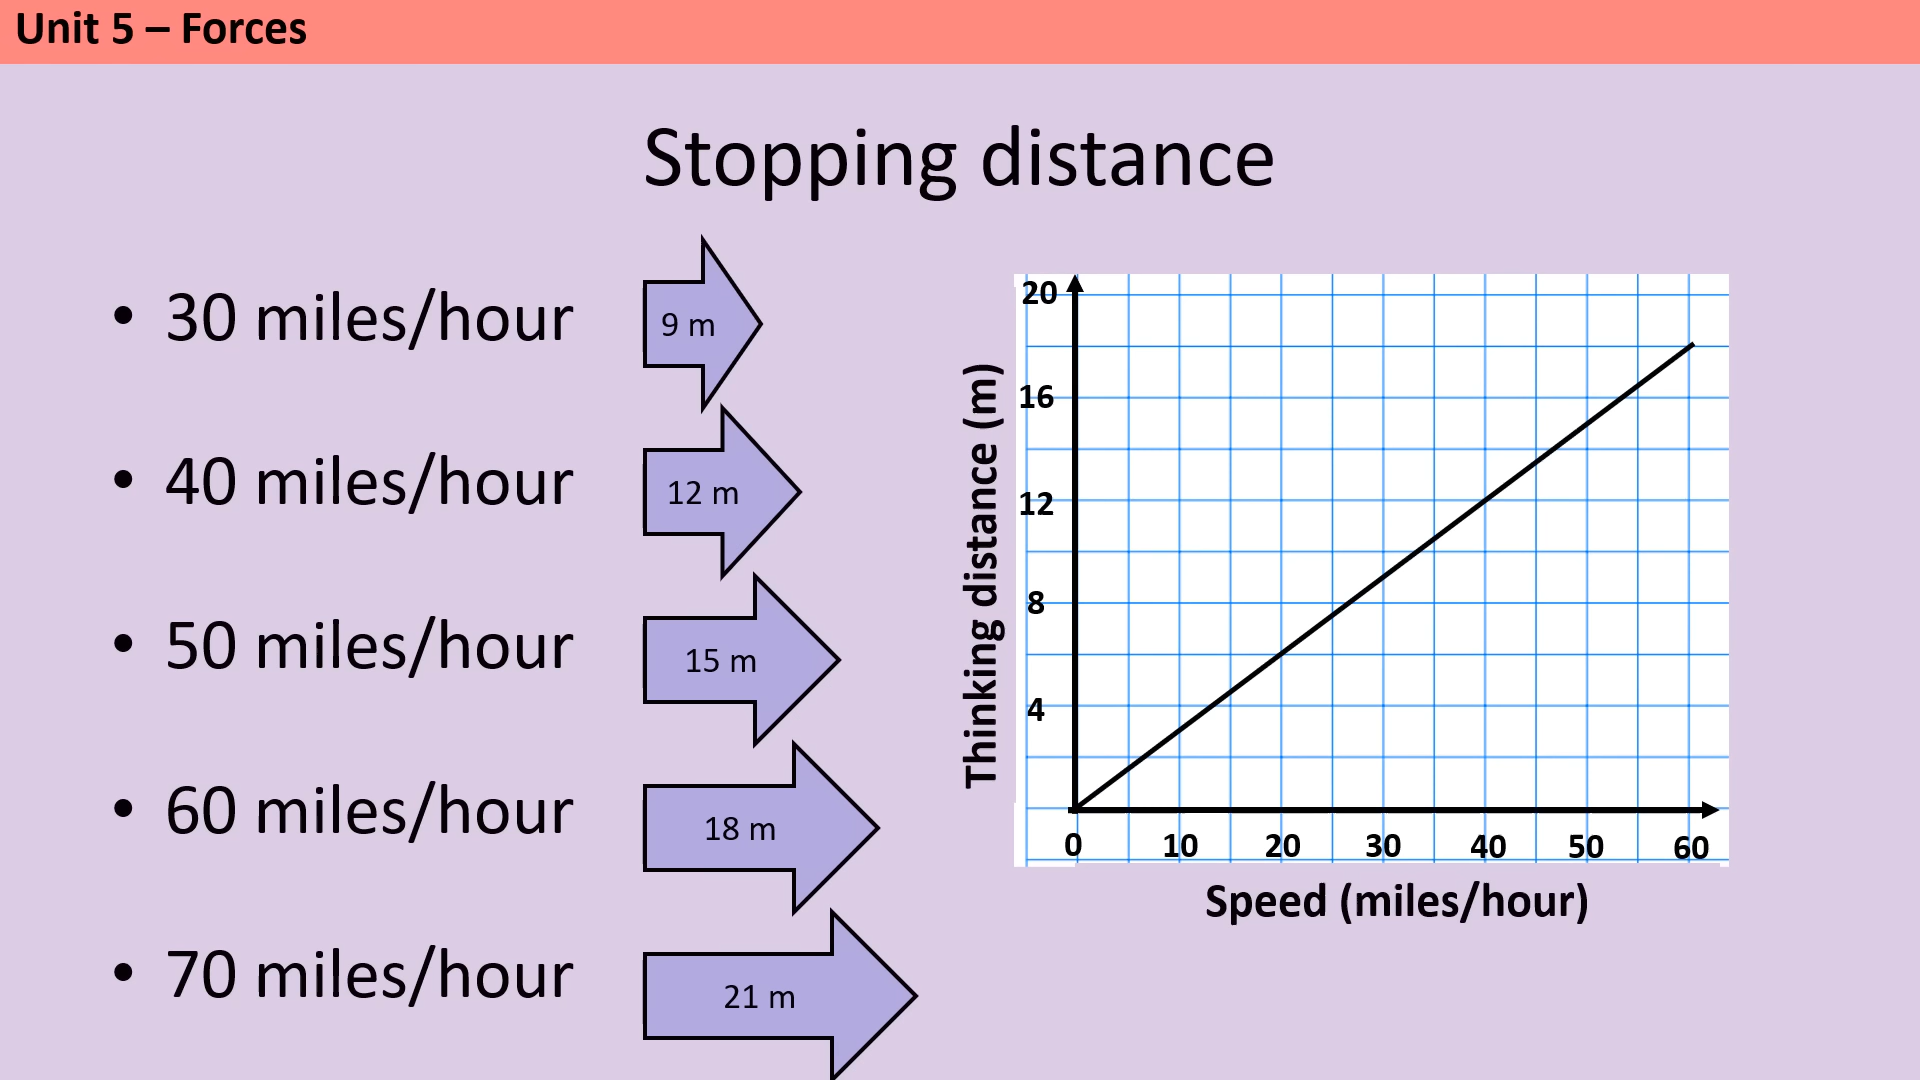 Unit 5 – Forces
Stopping distance
• 30 miles/hour
9 m
• 40 miles/hour
12 m
• 50 miles/hour
15 m
• 60 miles/hour
18 m
• 70 miles/hour
21 m
Thinking distance (m)
20
16
12
8
4
0 10 20 30 40 50 60
Speed (miles/hour)